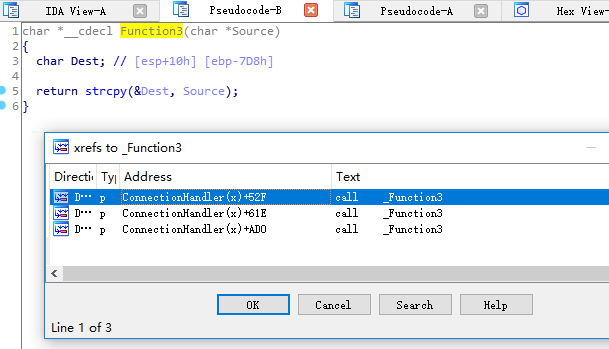 IDA View-A Pseudocode-B Pseudocode-A Hex View-
1 char *__cdecl Function3(char *Source)
2 {
3 char Dest; // [esp+10h] [ebp-7D8h]
4
5 return strcpy(&Dest, Source);
6 }
xrefs to _Function3
Directic Typ Address Text
D… p ConnectionHandler(x)+52F call _Function3
D… p ConnectionHandler(x)+61E call _Function3
D… p ConnectionHandler(x)+AD0 call _Function3
OK Cancel Search Help
Line 1 of 3